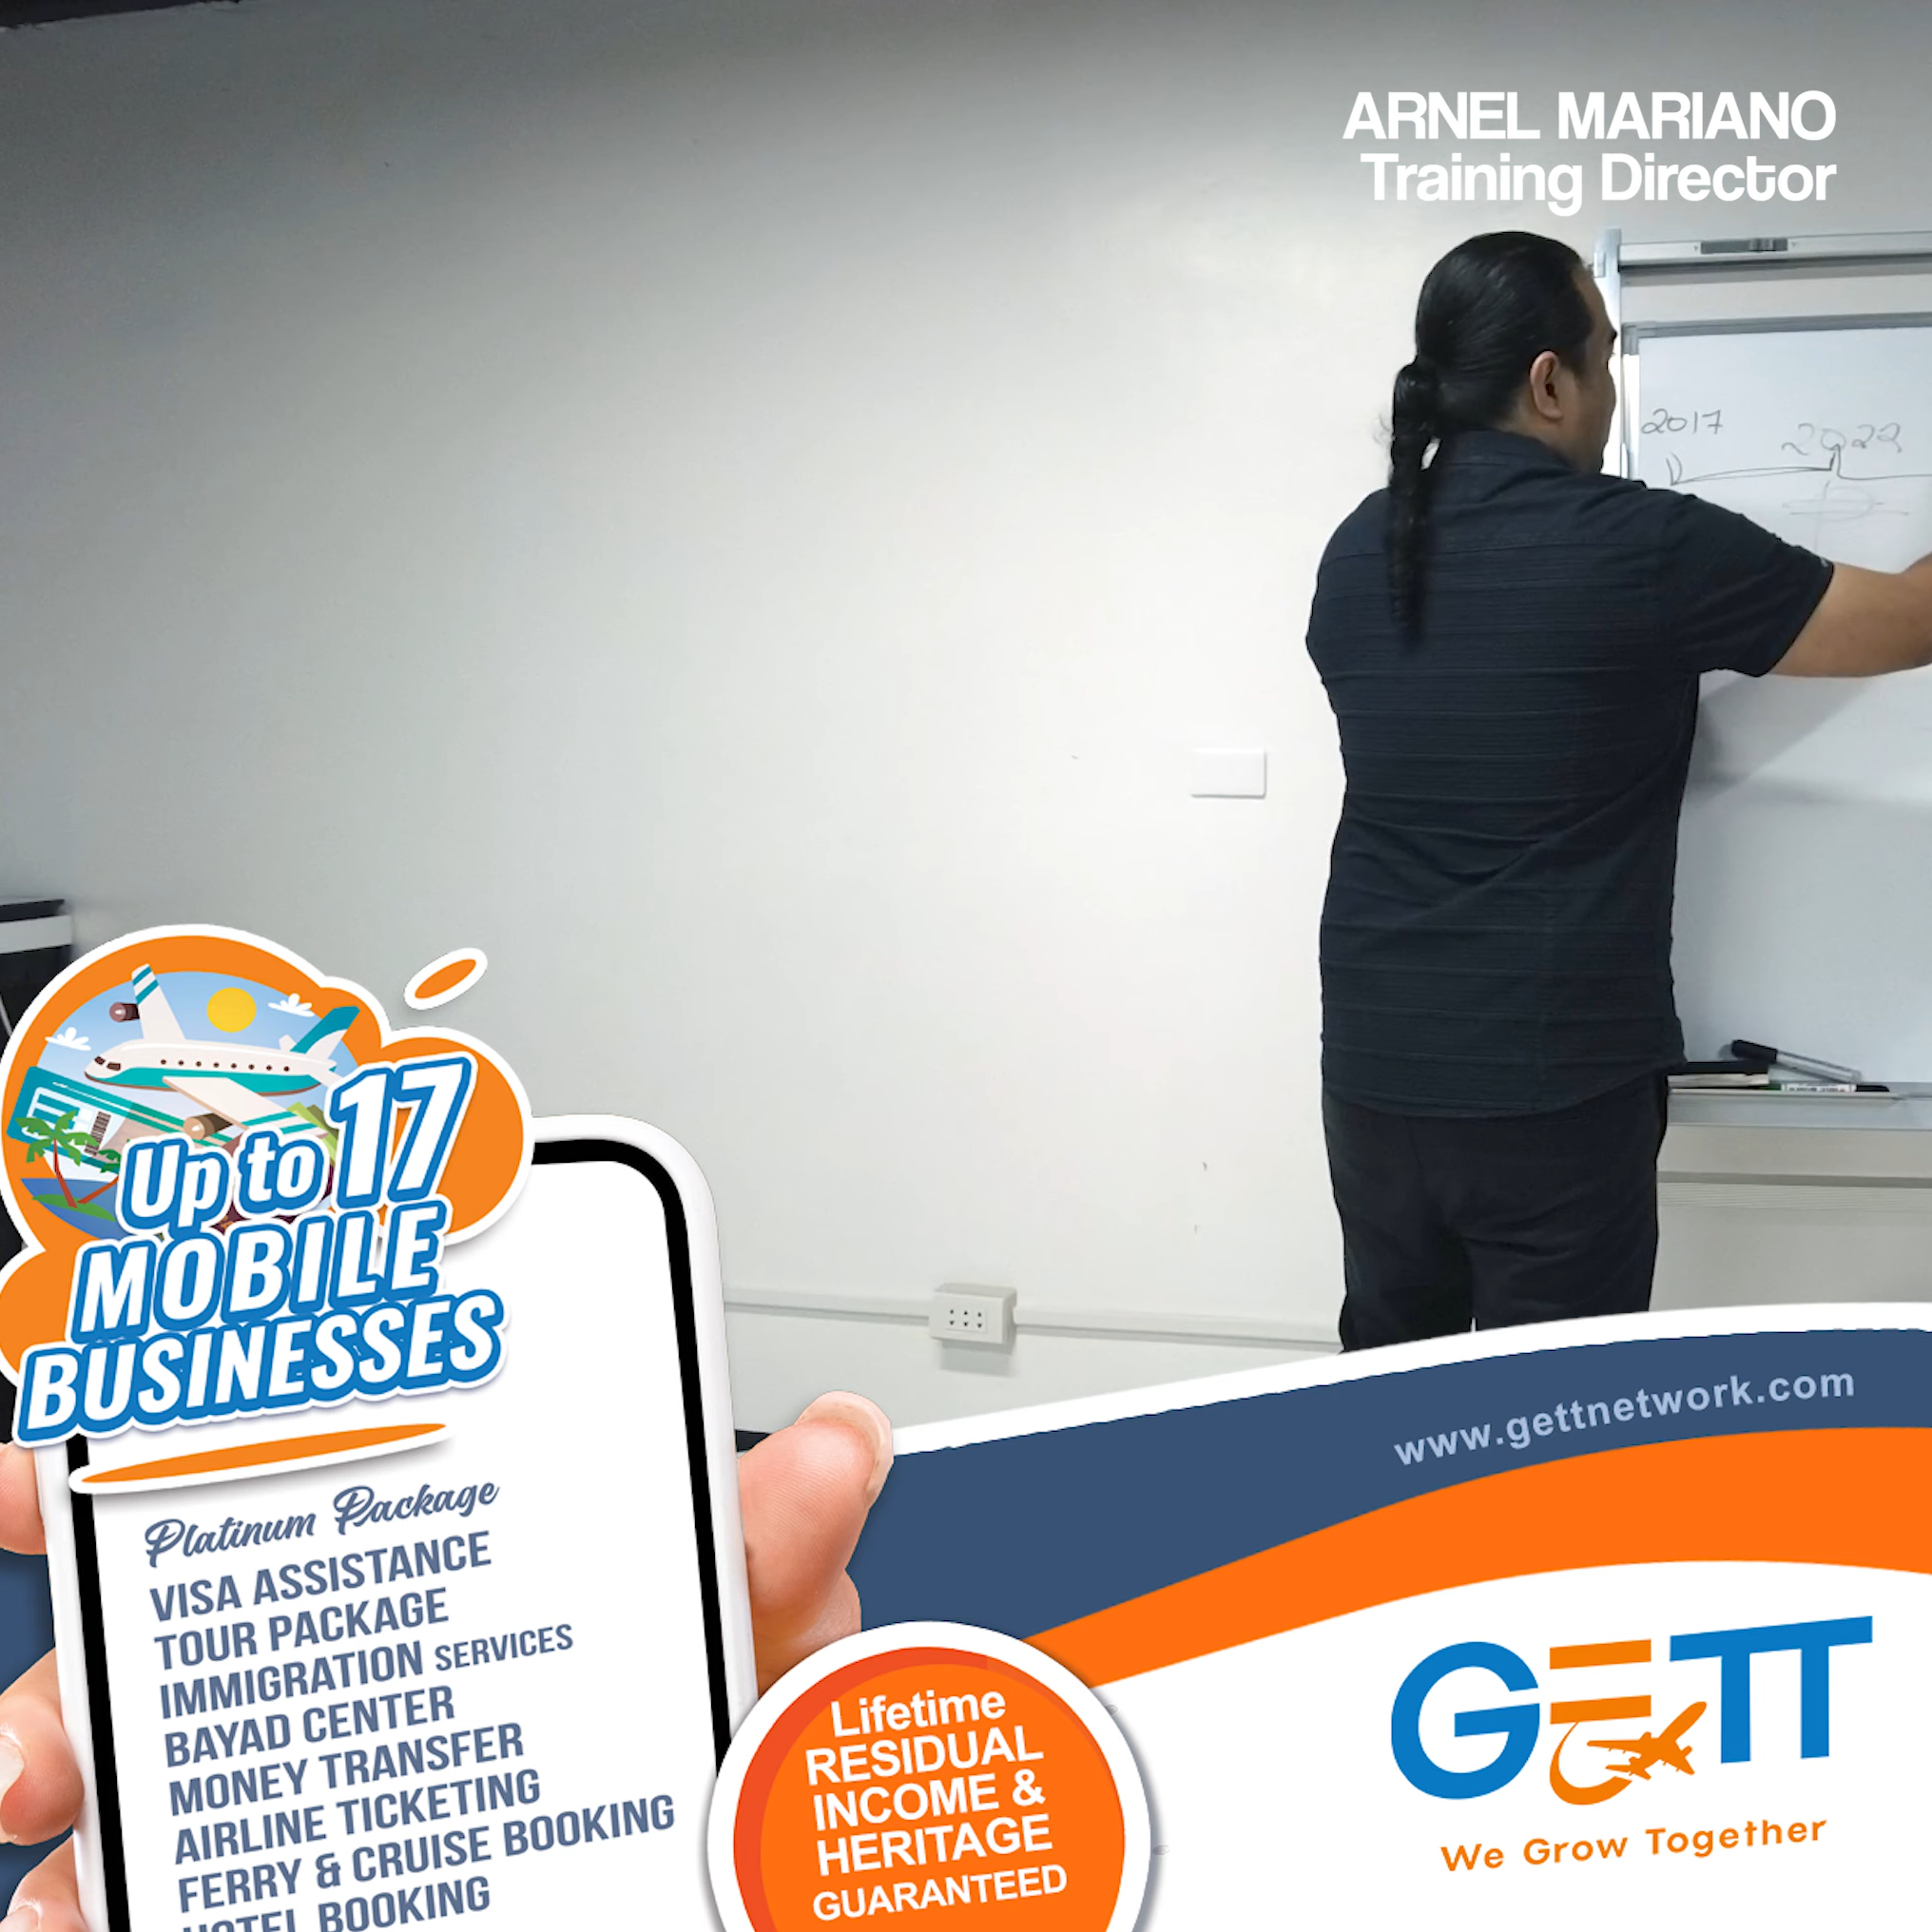 ARNEL MARIANO
Training Director
2017
2022
Up to 17
MOBILE
BUSINESSES
Platinum Package
VISA ASSISTANCE
TOUR PACKAGE
IMMIGRATION SERVICES
BAYAD CENTER
MONEY TRANSFER
AIRLINE TICKETING
FERRY & CRUISE BOOKING
HOTEL BOOKING
www.gettnetwork.com
Lifetime
RESIDUAL
INCOME &
HERITAGE
GUARANTEED
GETT
We Grow Together